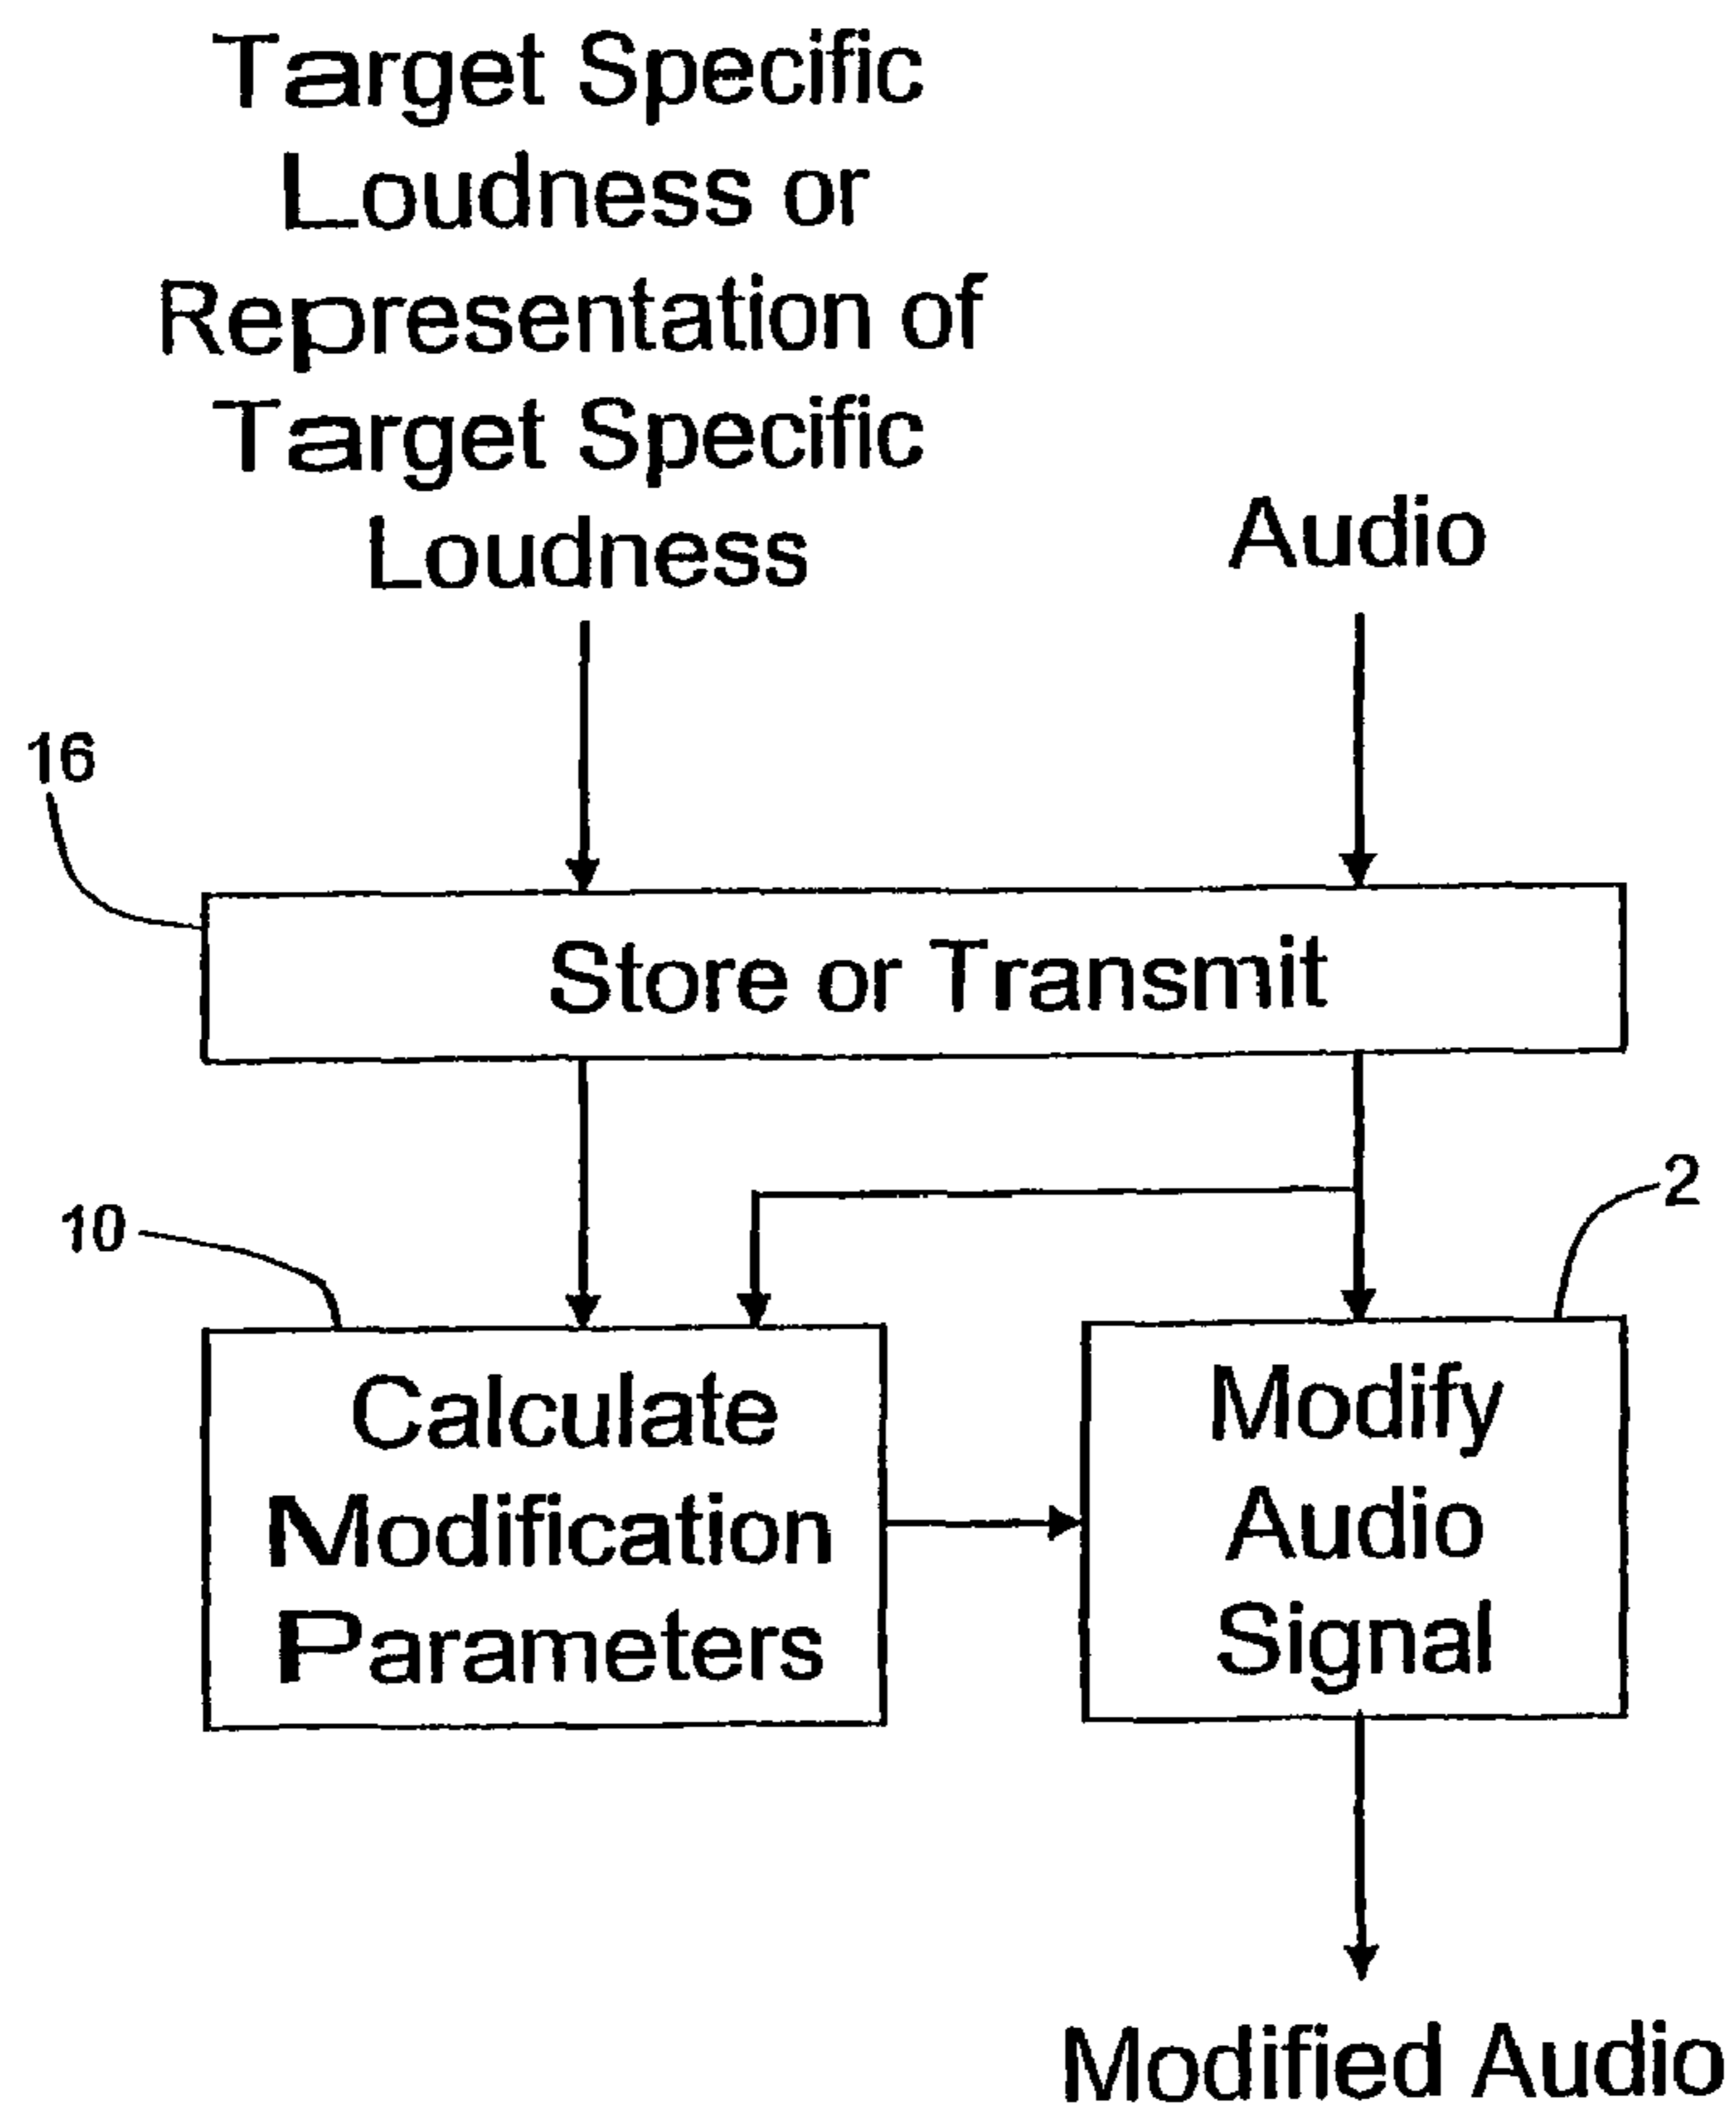 Target Specific
Loudness or
Representation of
Target Specific
Loudness
Audio
16
Store or Transmit
10
2
Calculate
Modification
Parameters
Modify
Audio
Signal
Modified Audio